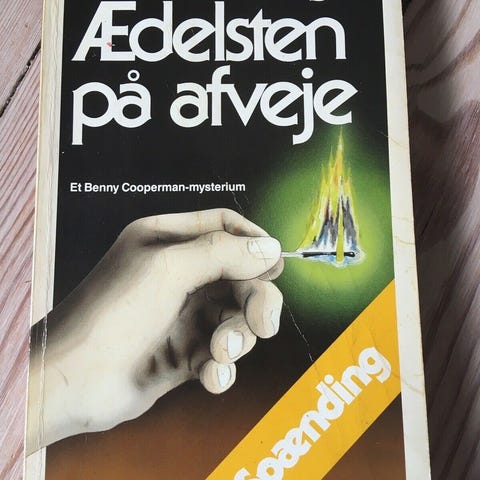 Ædelsten
på afveje
Et Benny Cooperman-mysterium
Spænding